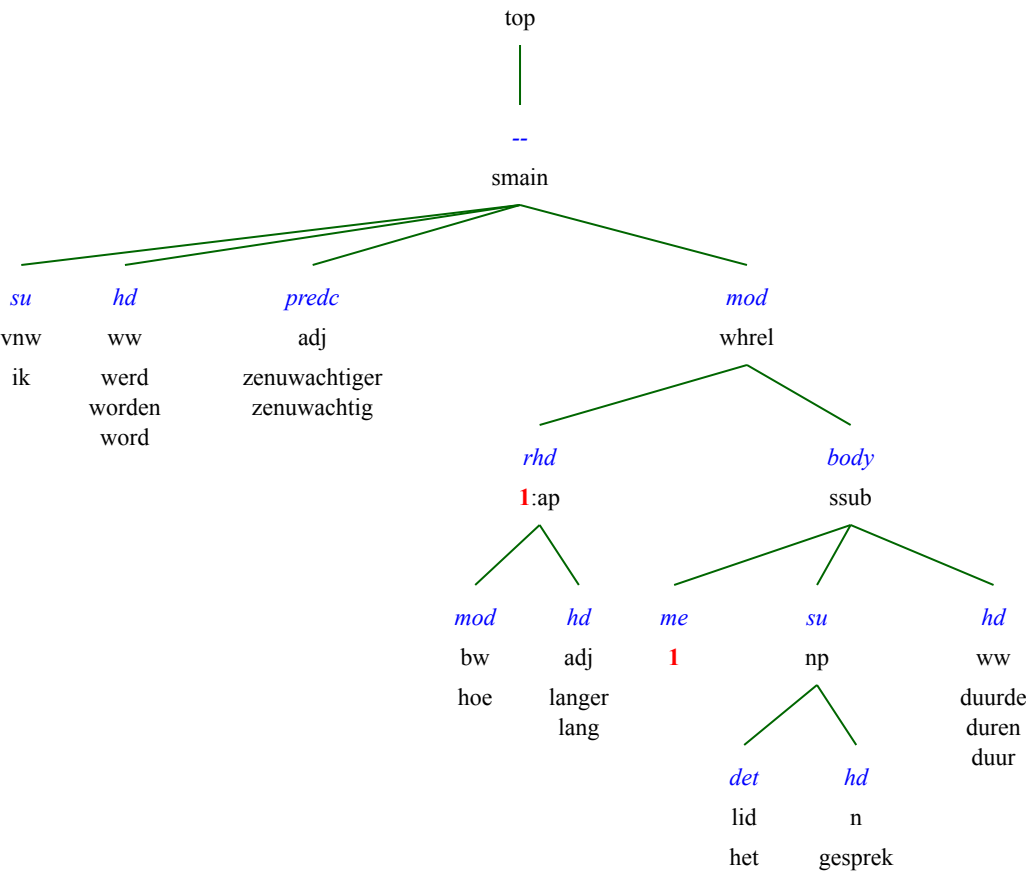 top
--
smain
su hd predc mod
vnw ww adj whrel
ik werd zenuwachtiger
worden zenuwachtig
word
rhd body
1:ap ssub
mod hd me su hd
bw adj 1 np ww
hoe langer duurde
lang duren
duur
det hd
lid n
het gesprek